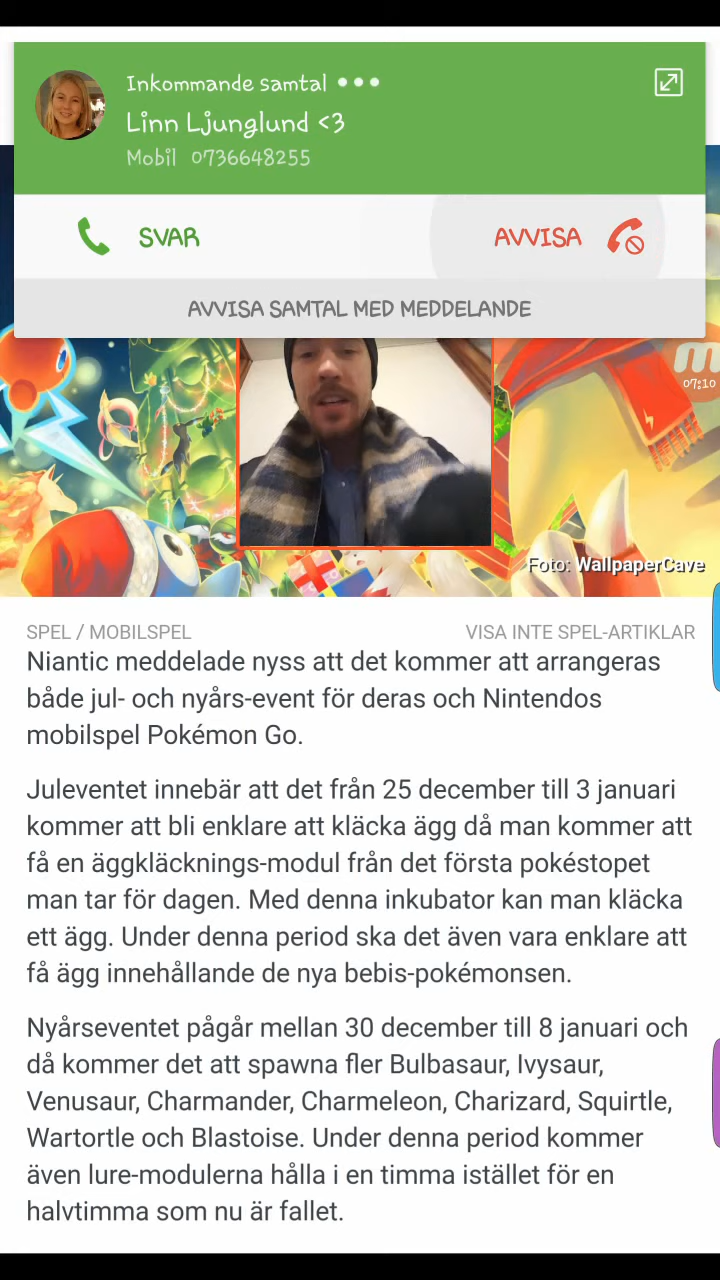 Inkommande samtal
Linn Ljunglund <3
Mobil 0736648255
SVAR
AVVISA
AVVISA SAMTAL MED MEDDELANDE
07:10
Foto: WallpaperCave
SPEL / MOBILSPEL
VISA INTE SPEL-ARTIKLAR
Niantic meddelade nyss att det kommer att arrangeras
både jul- och nyårs-event för deras och Nintendos
mobilspel Pokémon Go.
Juleventet innebär att det från 25 december till 3 januari
kommer att bli enklare att kläcka ägg då man kommer att
få en äggkläcknings-modul från det första pokéstopet
man tar för dagen. Med denna inkubator kan man kläcka
ett ägg. Under denna period ska det även vara enklare att
få ägg innehållande de nya bebis-pokémonsen.
Nyårseventet pågår mellan 30 december till 8 januari och
då kommer det att spawna fler Bulbasaur, Ivysaur,
Venusaur, Charmander, Charmeleon, Charizard, Squirtle,
Wartortle och Blastoise. Under denna period kommer
även lure-modulerna hålla i en timma istället för en
halvtimma som nu är fallet.